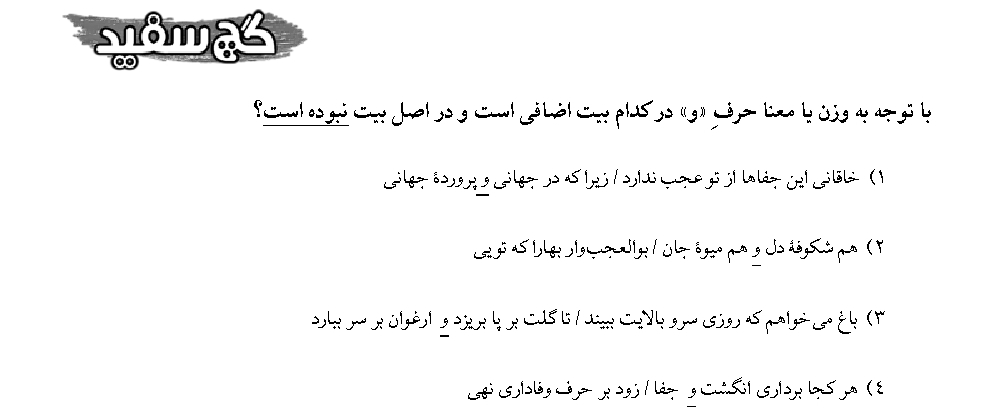 گچ سفید
با توجه به وزن یا معنا حرفِ «و» در کدام بیت اضافی است و در اصل بیت نبوده است؟
۱) خاقانی این جفاها از تو عجب ندارد / زیرا که در جهانی و پروردهٔ جهانی
۲) هم شکوفهٔ دل و هم میوهٔ جان / بوالعجب‌وار بهارا که تویی
۳) باغ می‌خواهم که روزی سرو بالایت ببیند / تا گلت بر پا بریزد و ارغوان بر سر ببارد
۴) هر کجا برداری انگشت و جفا / زود بر حرف وفاداری نهی